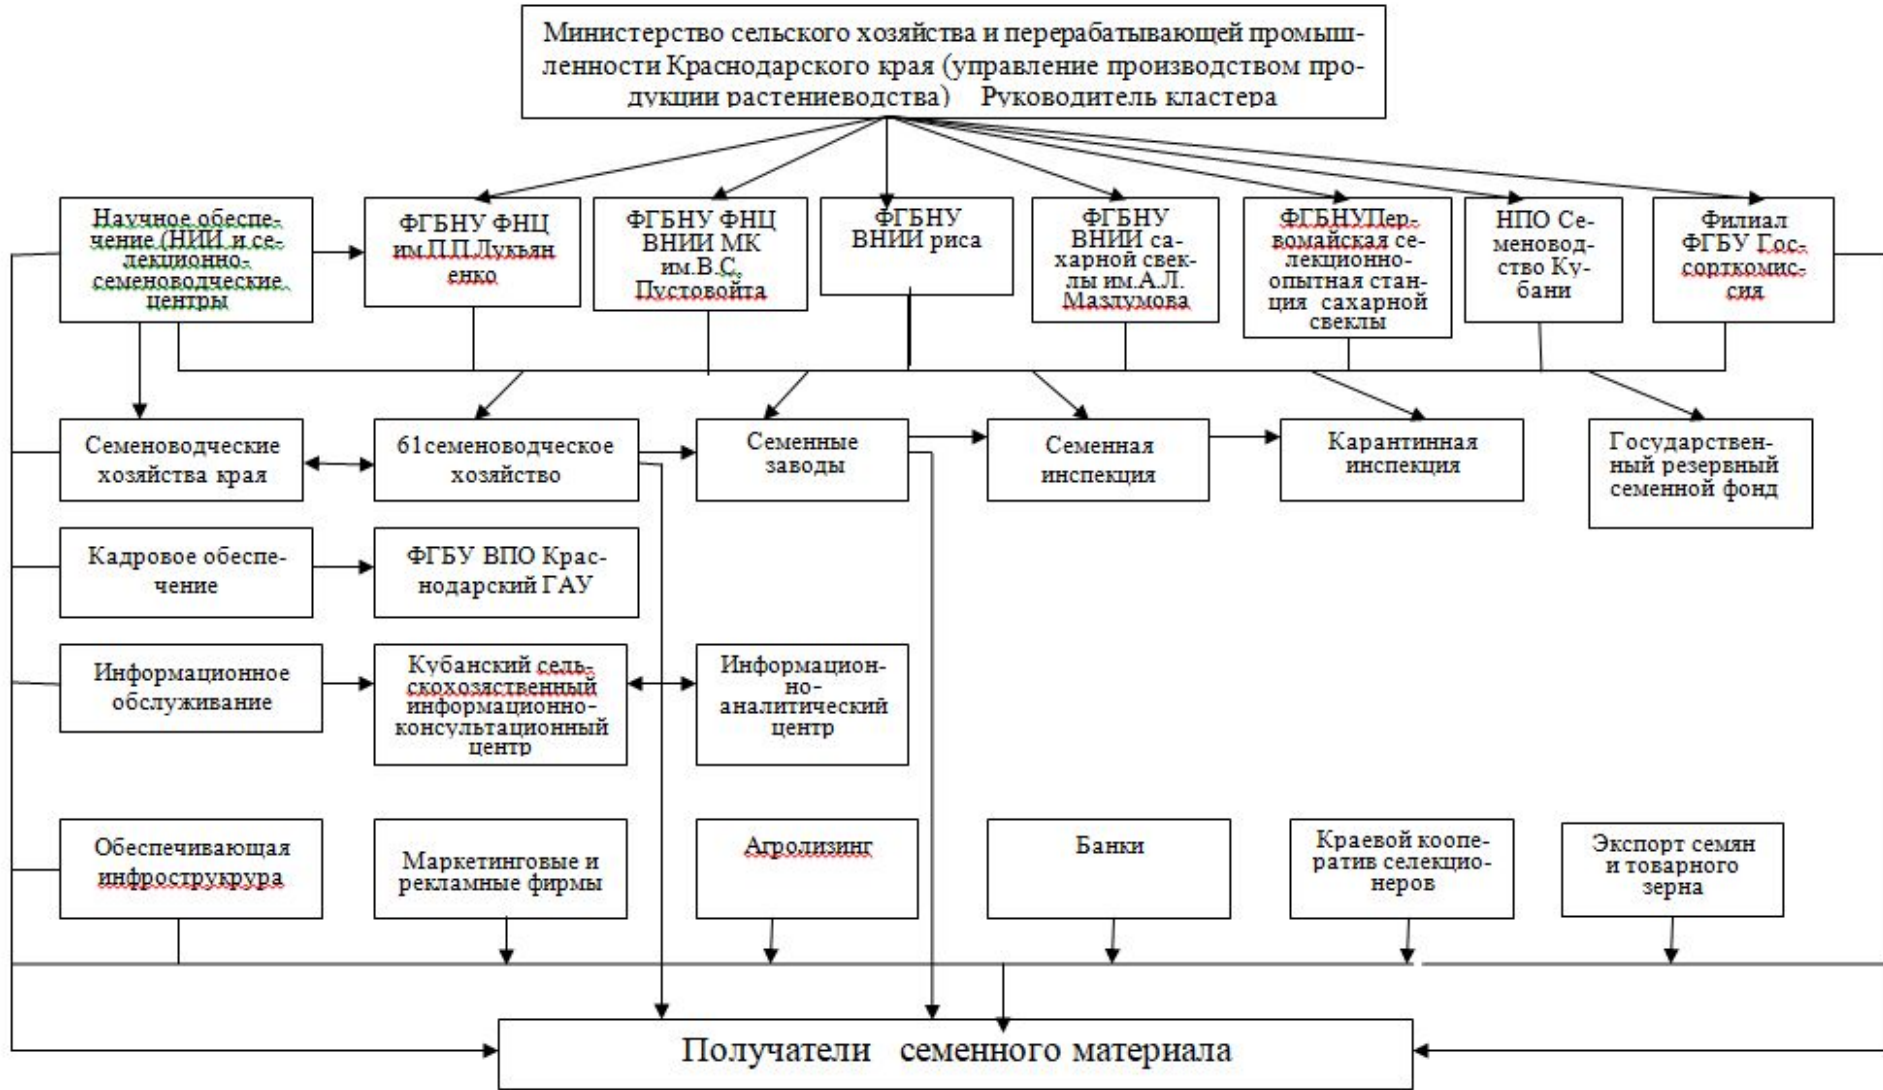 Министерство сельского хозяйства и перерабатывающей промыш-
ленности Краснодарского края (управление производством про-
дукции растениеводства) Руководитель кластера
Научное обеспе-
чение (НИИ и се-
лекционно-
семеноводческие
центры
ФГБНУ ФНЦ
им.П.П.Лукьян
енко
ФГБНУ ФНЦ
ВНИИ МК
им.В.С.
Пустовойта
ФГБНУ
ВНИИ риса
ФГБНУ
ВНИИ са-
харной свек-
лы им.А.Л.
Мазлумова
ФГБНУПер-
вомайская се-
лекционно-
опытная стан-
ция сахарной
свеклы
НПО Се-
меновод-
ство Ку-
бани
Филиал
ФГБУ Гос-
сорткомис-
сия
Семеноводческие
хозяйства края
61семеноводческое
хозяйство
Семенные
заводы
Семенная
инспекция
Карантинная
инспекция
Государствен-
ный резервный
семенной фонд
Кадровое обеспе-
чение
ФГБУ ВПО Крас-
нодарский ГАУ
Информационное
обслуживание
Кубанский сель-
скохозяственный
информационно-
консультационный
центр
Информацион-
но-
аналитический
центр
Обеспечивающая
инфрострукрура
Маркетинговые и
рекламные фирмы
Агролизинг
Банки
Краевой коопе-
ратив селекцио-
неров
Экспорт семян
и товарного
зерна
Получатели семенного материала